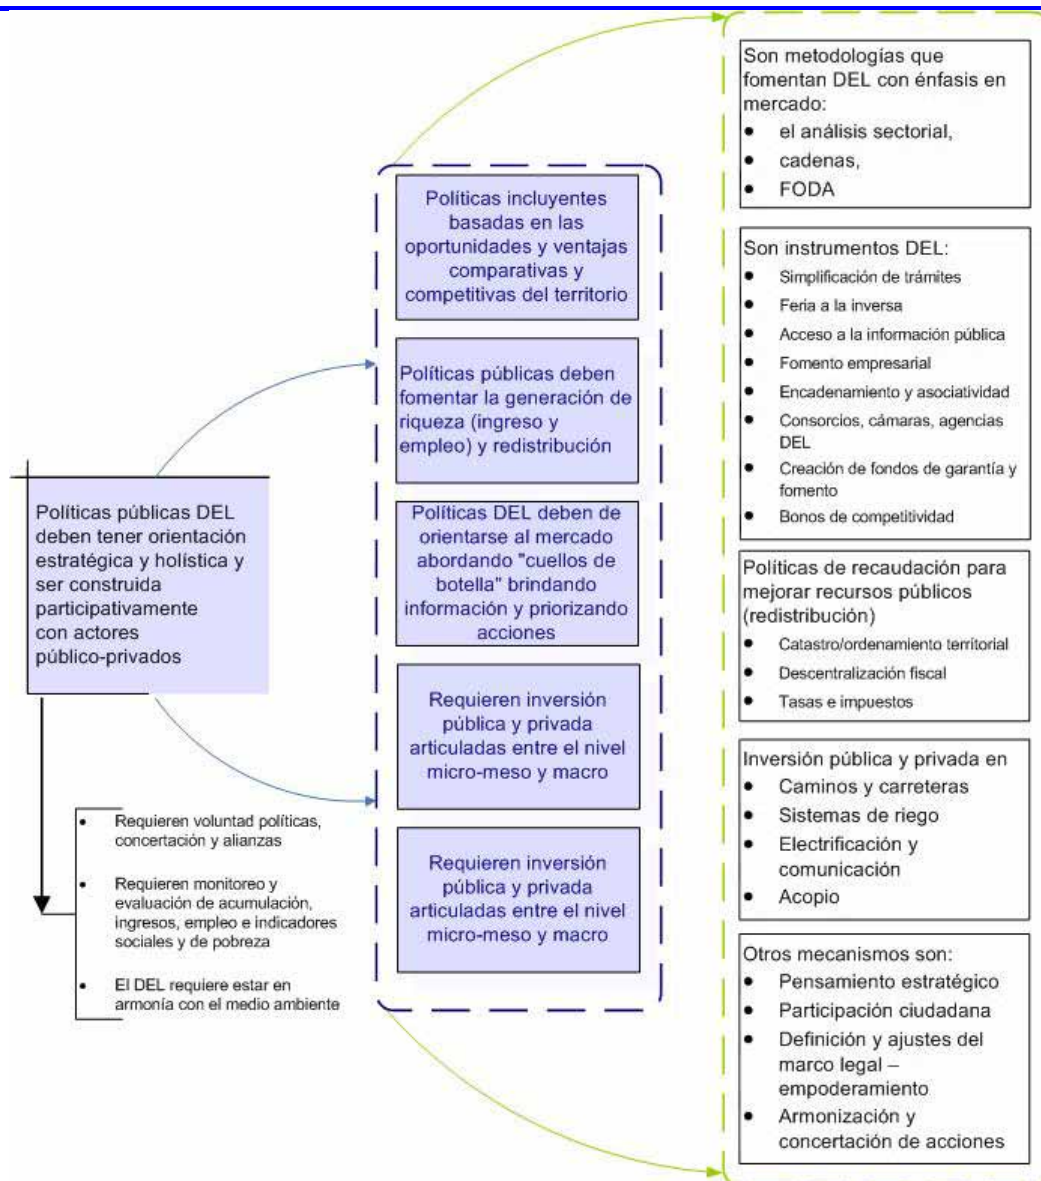 Políticas públicas DEL
deben tener orientación
estratégica y holística y
ser construida
participativamente
con actores
público-privados
• Requieren voluntad políticas,
concertación y alianzas
• Requieren monitoreo y
evaluación de acumulación,
ingresos, empleo e indicadores
sociales y de pobreza
• El DEL requiere estar en
armonía con el medio ambiente
Políticas incluyentes
basadas en las
oportunidades y ventajas
comparativas y
competitivas del territorio
Políticas públicas deben
fomentar la generación de
riqueza (ingreso y
empleo) y redistribución
Políticas DEL deben de
orientarse al mercado
abordando "cuellos de
botella" brindando
información y priorizando
acciones
Requieren inversión
pública y privada
articuladas entre el nivel
micro-meso y macro
Requieren inversión
pública y privada
articuladas entre el nivel
micro-meso y macro
Son metodologías que
fomentan DEL con énfasis en
mercado:
• el análisis sectorial,
• cadenas,
• FODA
Son instrumentos DEL:
• Simplificación de trámites
• Feria a la inversa
• Acceso a la información pública
• Fomento empresarial
• Encadenamiento y asociatividad
• Consorcios, cámaras, agencias
DEL
• Creación de fondos de garantía y
fomento
• Bonos de competitividad
Políticas de recaudación para
mejorar recursos públicos
(redistribución)
• Catastro/ordenamiento territorial
• Descentralización fiscal
• Tasas e impuestos
Inversión pública y privada en
• Caminos y carreteras
• Sistemas de riego
• Electrificación y
comunicación
• Acopio
Otros mecanismos son:
• Pensamiento estratégico
• Participación ciudadana
• Definición y ajustes del
marco legal –
empoderamiento
• Armonización y
concertación de acciones